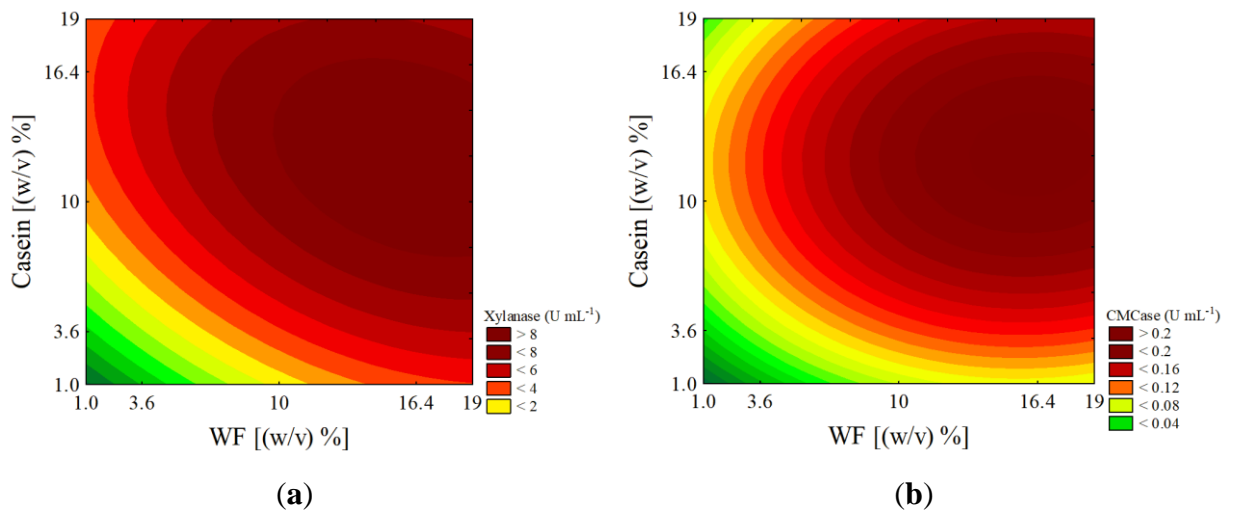 19
16.4
10
3.6
1.0
Casein [(w/v) %]
1.0 3.6 10 16.4 19
WF [(w/v) %]
Xylanase (U mL⁻¹)
> 8
< 8
< 6
< 4
< 2
(a)
19
16.4
10
3.6
1.0
Casein [(w/v) %]
1.0 3.6 10 16.4 19
WF [(w/v) %]
CMCase (U mL⁻¹)
> 0.2
< 0.2
< 0.16
< 0.12
< 0.08
< 0.04
(b)